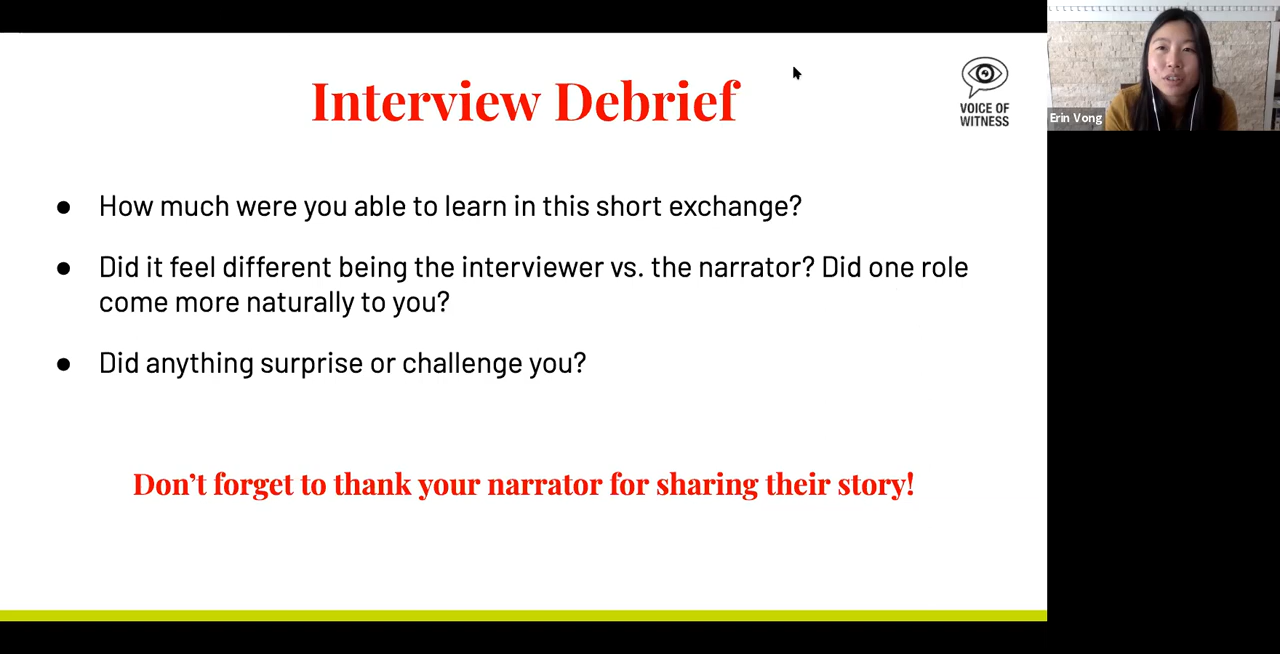 Interview Debrief
VOICE OF
WITNESS
Erin Vong
● How much were you able to learn in this short exchange?
● Did it feel different being the interviewer vs. the narrator? Did one role
come more naturally to you?
● Did anything surprise or challenge you?
Don’t forget to thank your narrator for sharing their story!